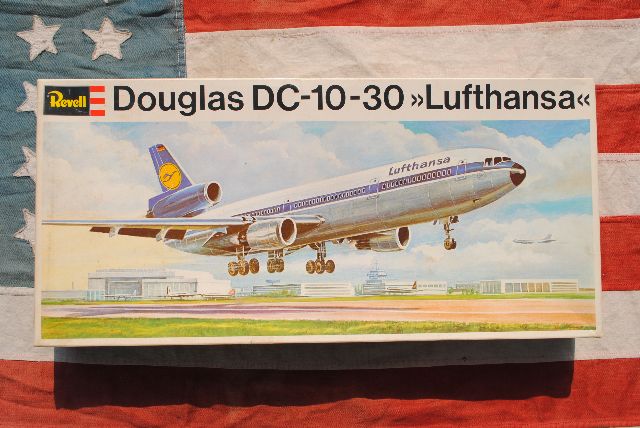 Revell
Douglas DC-10-30 »Lufthansa«
Lufthansa